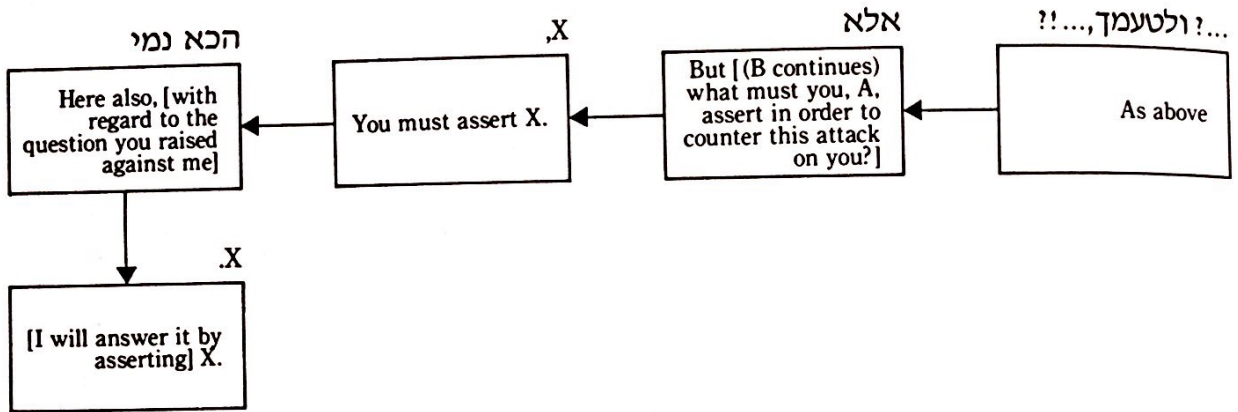 ...? ולטעמך,...!?
As above
אלא
But [(B continues)
what must you, A,
assert in order to
counter this attack
on you?]
X,
You must assert X.
הכא נמי
Here also, [with
regard to the
question you raised
against me]
X.
[I will answer it by
asserting] X.